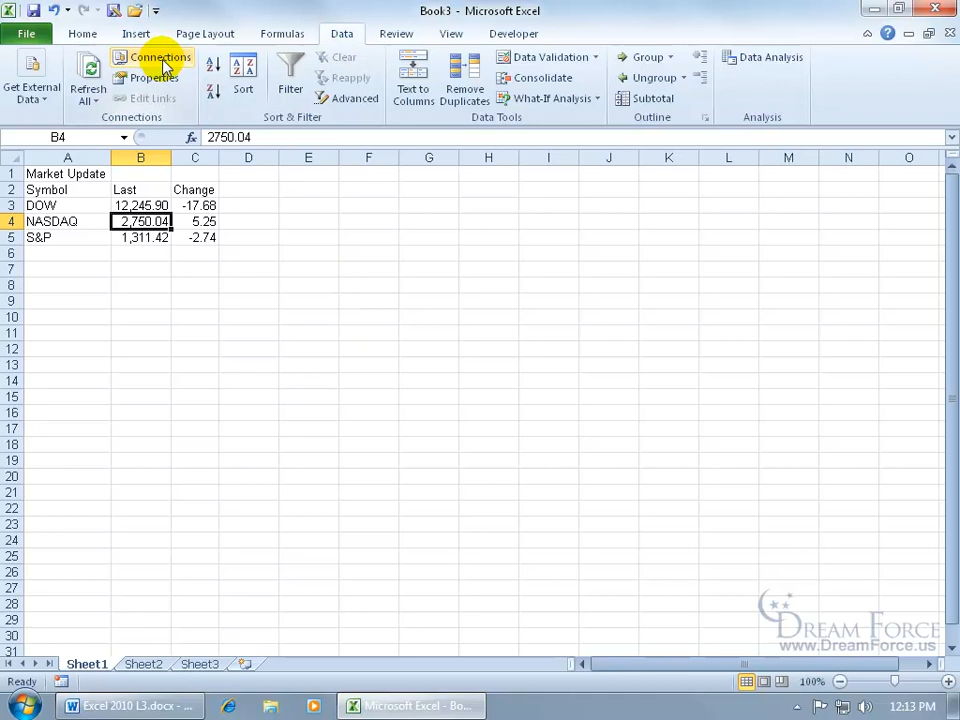 Book3 - Microsoft Excel
File Home Insert Page Layout Formulas Data Review View Developer
Get External Data
Refresh All
Connections
Properties
Edit Links
Connections
Sort
Filter
Clear
Reapply
Advanced
Sort & Filter
Text to Columns
Remove Duplicates
Data Validation
Consolidate
What-If Analysis
Data Tools
Group
Ungroup
Subtotal
Outline
Data Analysis
Analysis
B4 fx 2750.04
A B C D E F G H I J K L M N O
1 Market Update
2 Symbol Last Change
3 DOW 12,245.90 -17.68
4 NASDAQ 2,750.04 5.25
5 S&P 1,311.42 -2.74
6
7
8
9
10
11
12
13
14
15
16
17
18
19
20
21
22
23
24
25
26
27
28
29
30
31
DREAM FORCE
www.DreamForce.us
Sheet1 Sheet2 Sheet3
Ready 100%
Excel 2010 L3.docx - ... Microsoft Excel - Bo... 12:13 PM